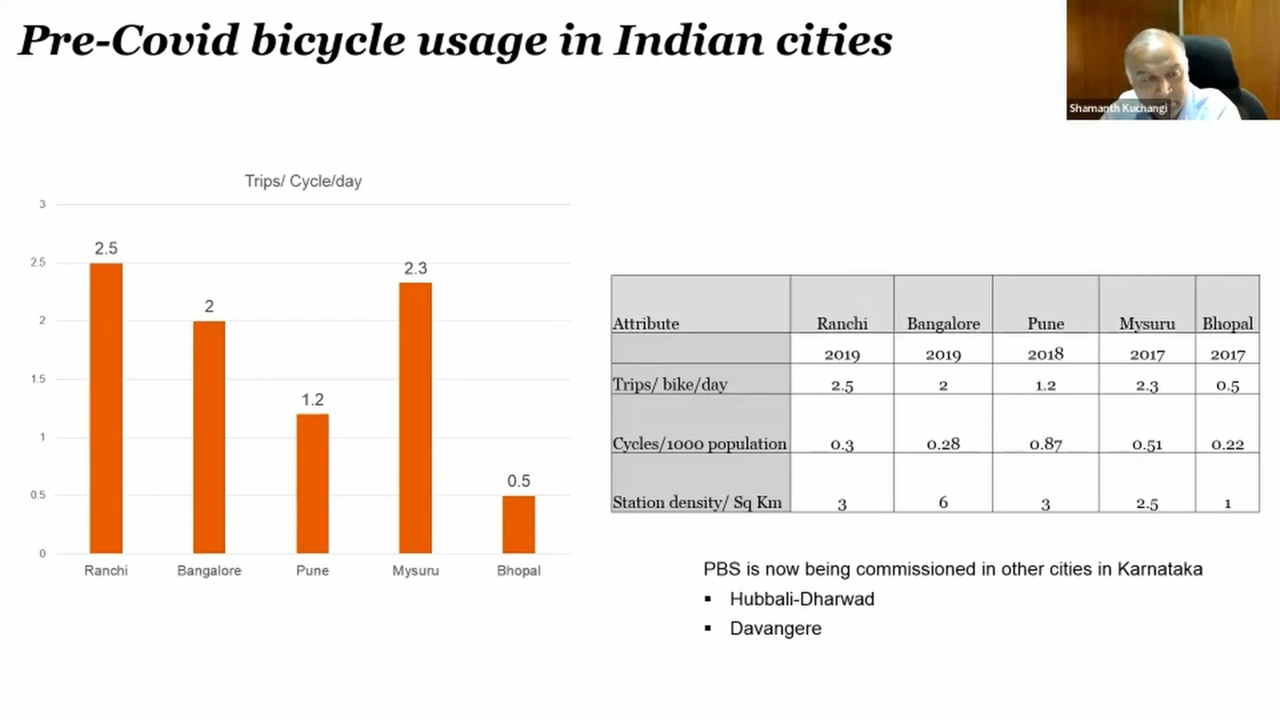 Pre-Covid bicycle usage in Indian cities
Shamanth Kuchangi
Trips/ Cycle/day
3
2.5
2
1.5
1
0.5
0
2.5
2
1.2
2.3
0.5
Ranchi Bangalore Pune Mysuru Bhopal
Attribute Ranchi Bangalore Pune Mysuru Bhopal
2019 2019 2018 2017 2017
Trips/ bike/day 2.5 2 1.2 2.3 0.5
Cycles/1000 population 0.3 0.28 0.87 0.51 0.22
Station density/ Sq Km 3 6 3 2.5 1
PBS is now being commissioned in other cities in Karnataka
▪ Hubbali-Dharwad
▪ Davangere